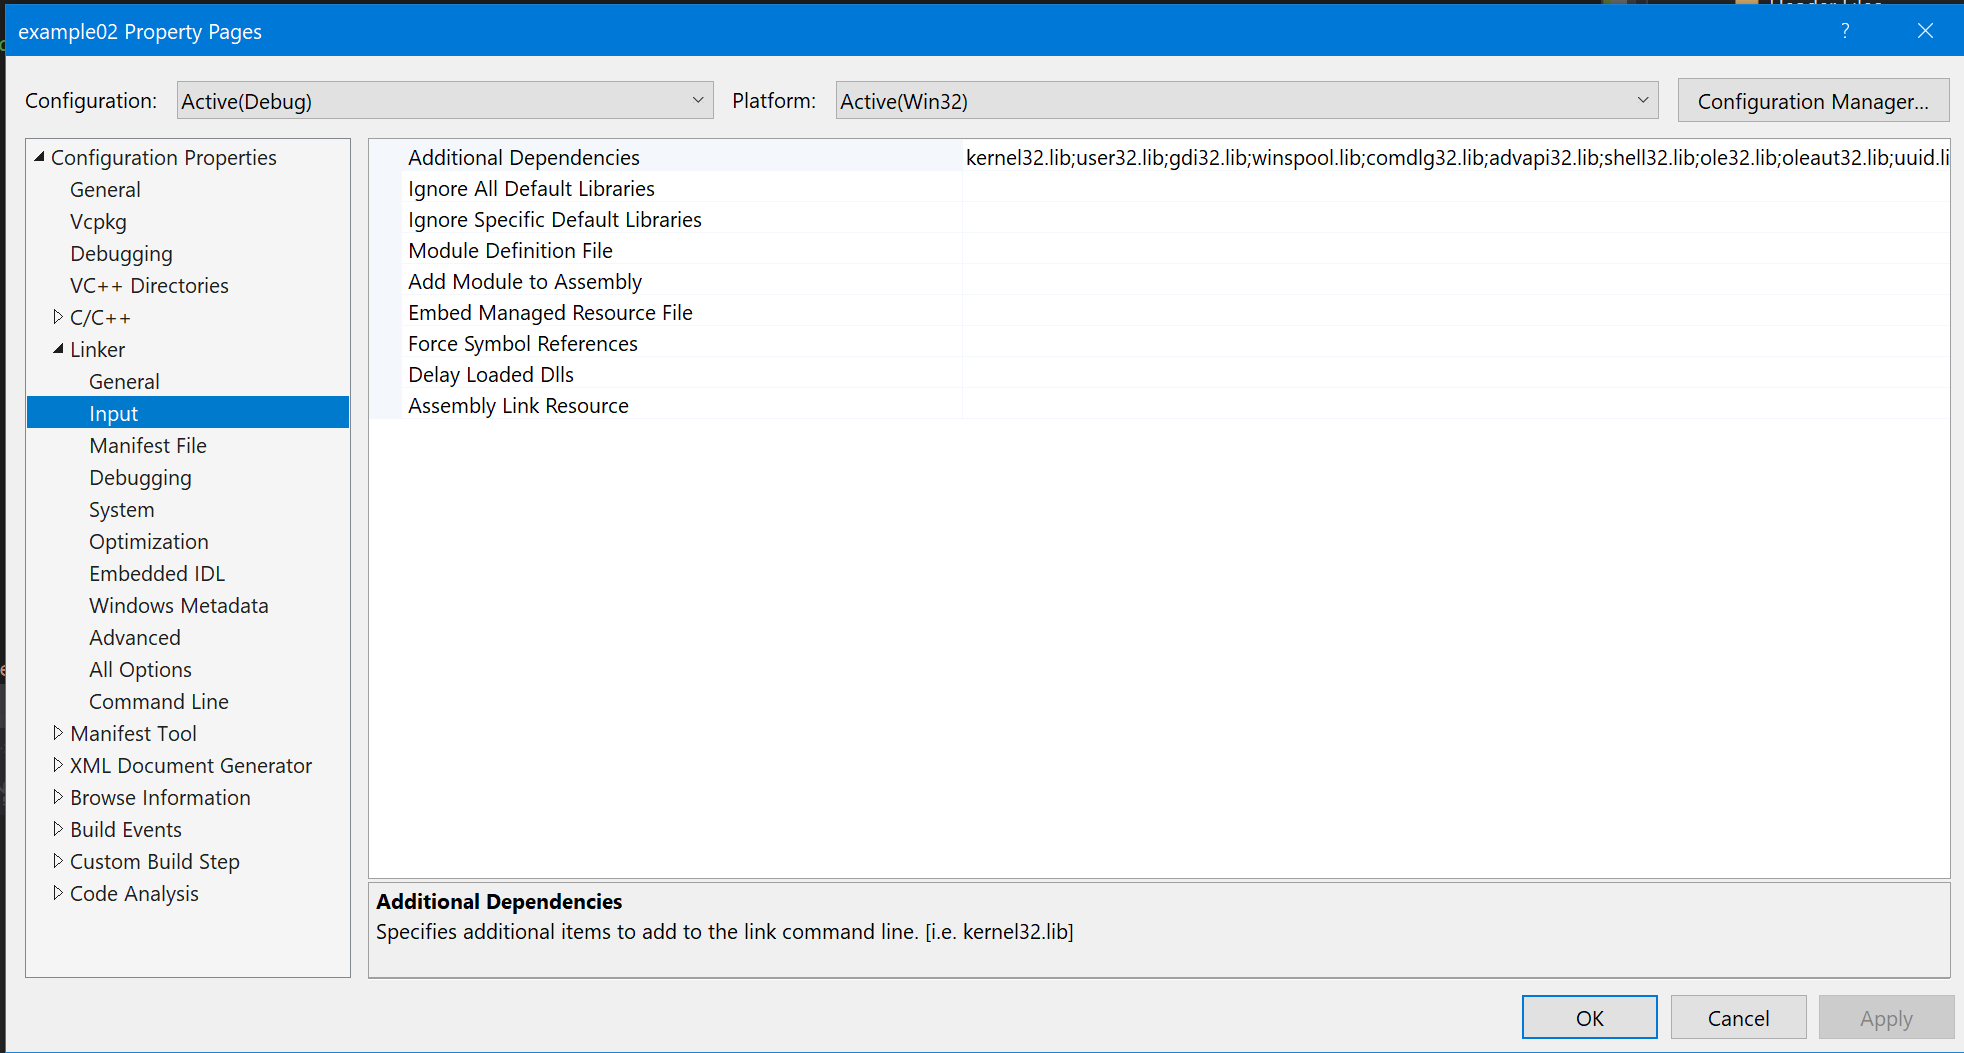 Header Files
example02 Property Pages
?
Configuration: Active(Debug) Platform: Active(Win32) Configuration Manager...
Configuration Properties
General
Vcpkg
Debugging
VC++ Directories
C/C++
Linker
General
Input
Manifest File
Debugging
System
Optimization
Embedded IDL
Windows Metadata
Advanced
All Options
Command Line
Manifest Tool
XML Document Generator
Browse Information
Build Events
Custom Build Step
Code Analysis
Additional Dependencies kernel32.lib;user32.lib;gdi32.lib;winspool.lib;comdlg32.lib;advapi32.lib;shell32.lib;ole32.lib;oleaut32.lib;uuid.li
Ignore All Default Libraries
Ignore Specific Default Libraries
Module Definition File
Add Module to Assembly
Embed Managed Resource File
Force Symbol References
Delay Loaded Dlls
Assembly Link Resource
Additional Dependencies
Specifies additional items to add to the link command line. [i.e. kernel32.lib]
OK Cancel Apply